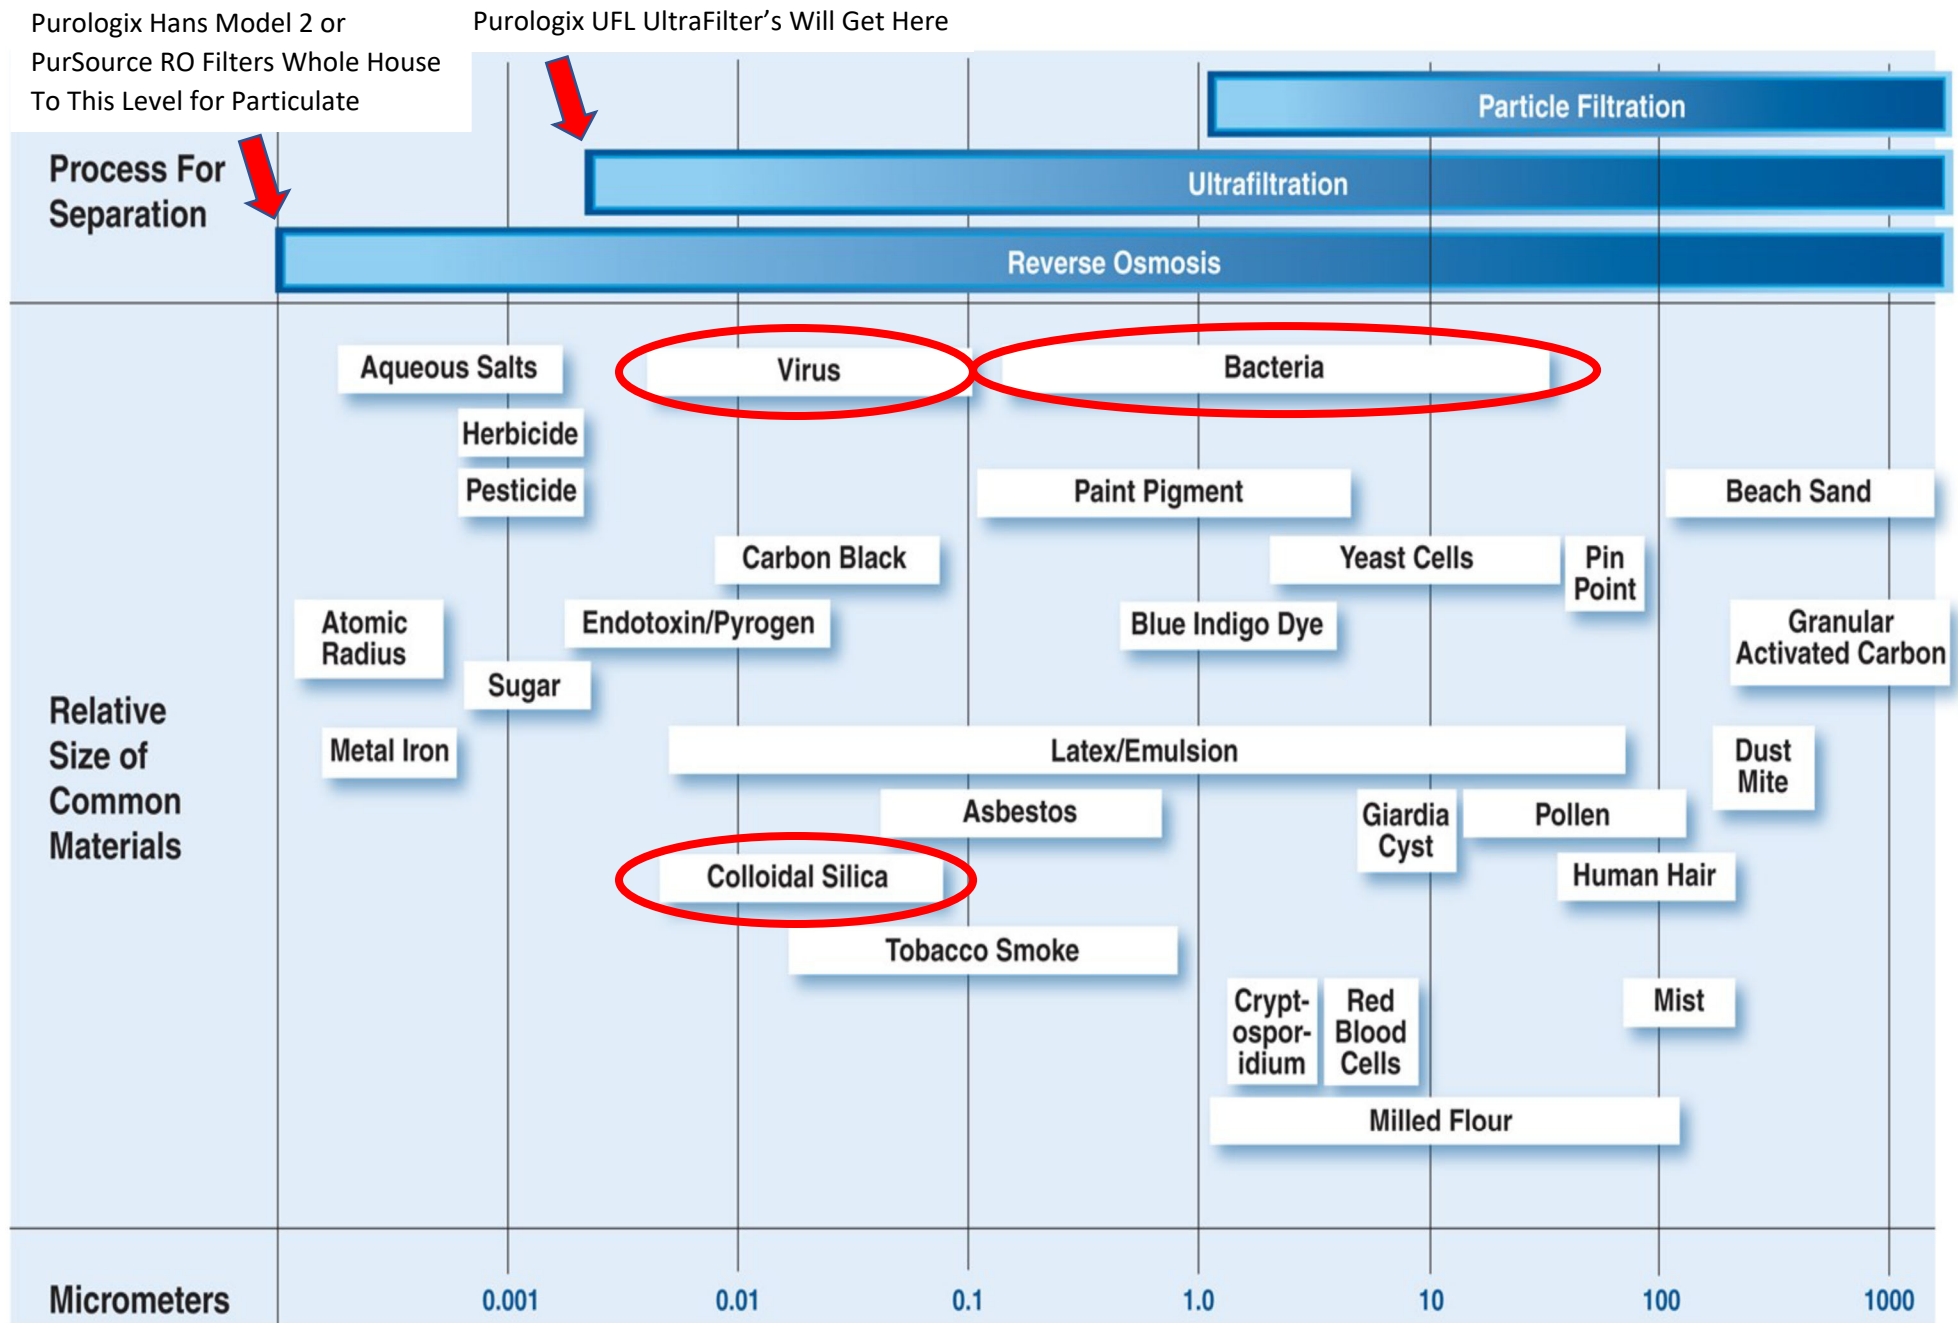 Purologix Hans Model 2 or
PurSource RO Filters Whole House
To This Level for Particulate
Purologix UFL UltraFilter’s Will Get Here
Process For
Separation
Particle Filtration
Ultrafiltration
Reverse Osmosis
Relative
Size of
Common
Materials
Aqueous Salts
Virus
Bacteria
Herbicide
Pesticide
Paint Pigment
Beach Sand
Carbon Black
Yeast Cells
Pin
Point
Atomic
Radius
Endotoxin/Pyrogen
Blue Indigo Dye
Granular
Activated Carbon
Sugar
Metal Iron
Latex/Emulsion
Dust
Mite
Asbestos
Giardia
Cyst
Pollen
Colloidal Silica
Human Hair
Tobacco Smoke
Crypt-
ospor-
idium
Red
Blood
Cells
Mist
Milled Flour
Micrometers
0.001
0.01
0.1
1.0
10
100
1000